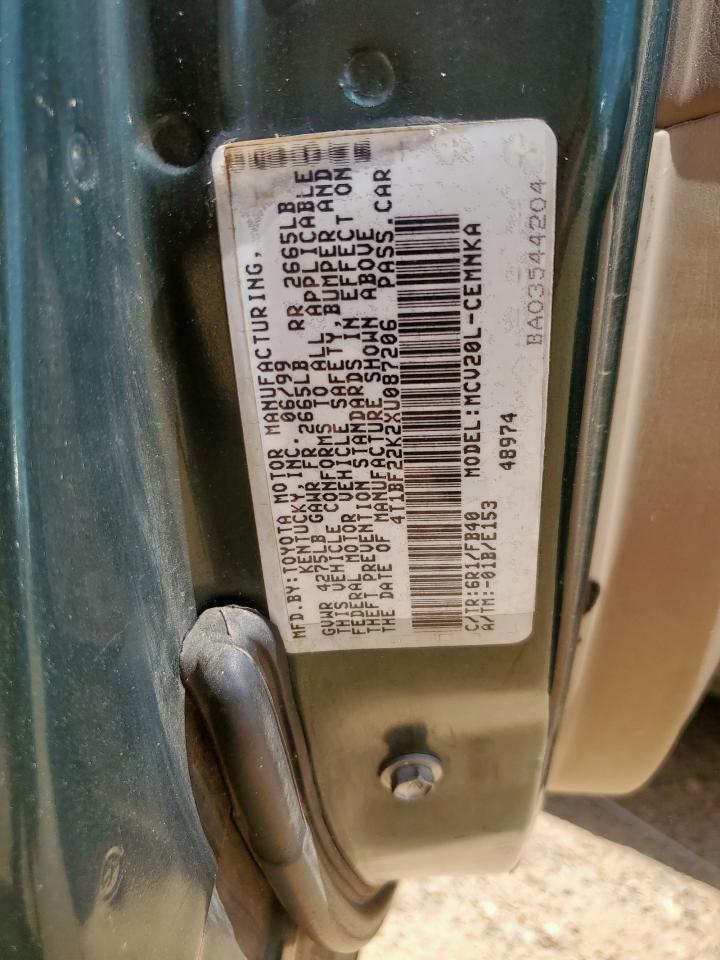 MFD.BY:TOYOTA MOTOR MANUFACTURING,
KENTUCKY,INC. 06/99
GVWR 4275LB GAWR FR 2665LB RR 2665LB
THIS VEHICLE CONFORMS TO ALL APPLICABLE
FEDERAL MOTOR VEHICLE SAFETY,BUMPER AND
THEFT PREVENTION STANDARDS IN EFFECT ON
THE DATE OF MANUFACTURE SHOWN ABOVE
4T1BF22K2XU087206 PASS.CAR
C/TR:6R1/FB40 MODEL:MCV20L-CEMNKA
A/TM:-01B/E153 48974
BA03544204